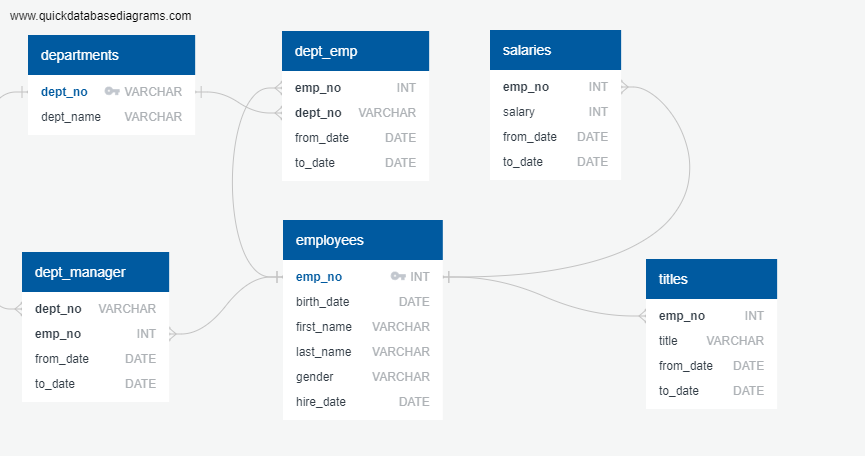 www.quickdatabasediagrams.com
departments
dept_no VARCHAR
dept_name VARCHAR
dept_emp
emp_no INT
dept_no VARCHAR
from_date DATE
to_date DATE
salaries
emp_no INT
salary INT
from_date DATE
to_date DATE
employees
emp_no INT
birth_date DATE
first_name VARCHAR
last_name VARCHAR
gender VARCHAR
hire_date DATE
dept_manager
dept_no VARCHAR
emp_no INT
from_date DATE
to_date DATE
titles
emp_no INT
title VARCHAR
from_date DATE
to_date DATE